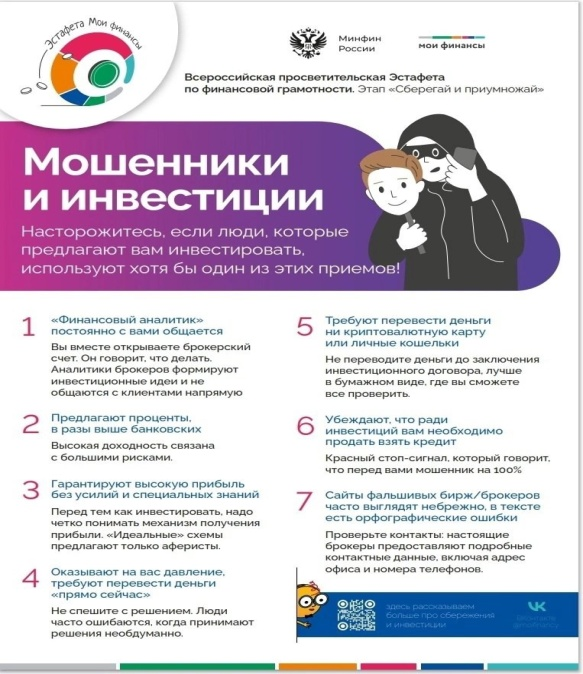 Эстафета Мои финансы
Минфин
России
мои финансы
Всероссийская просветительская Эстафета
по финансовой грамотности. Этап «Сберегай и приумножай»
Мошенники
и инвестиции
Насторожитесь, если люди, которые
предлагают вам инвестировать,
используют хотя бы один из этих приемов!
1
«Финансовый аналитик»
постоянно с вами общается
Вы вместе открываете брокерский
счет. Он говорит, что делать.
Аналитики брокеров формируют
инвестиционные идеи и не
общаются с клиентами напрямую
2
Предлагают проценты,
в разы выше банковских
Высокая доходность связана
с большими рисками.
3
Гарантируют высокую прибыль
без усилий и специальных знаний
Перед тем как инвестировать, надо
четко понимать механизм получения
прибыли. «Идеальные» схемы
предлагают только аферисты.
4
Оказывают на вас давление,
требуют перевести деньги
«прямо сейчас»
Не спешите с решением. Люди
часто ошибаются, когда принимают
решения необдуманно.
5
Требуют перевести деньги
ни криптовалютную карту
или личные кошельки
Не переводите деньги до заключения
инвестиционного договора, лучше
в бумажном виде, где вы сможете
все проверить.
6
Убеждают, что ради
инвестиций вам необходимо
продать взять кредит
Красный стоп-сигнал, который говорит,
что перед вами мошенник на 100%
7
Сайты фальшивых бирж/брокеров
часто выглядят небрежно, в тексте
есть орфографические ошибки
Проверьте контакты: настоящие
брокеры предоставляют подробные
контактные данные, включая адрес
офиса и номера телефонов.
здесь рассказываем
больше про сбережения
и инвестиции